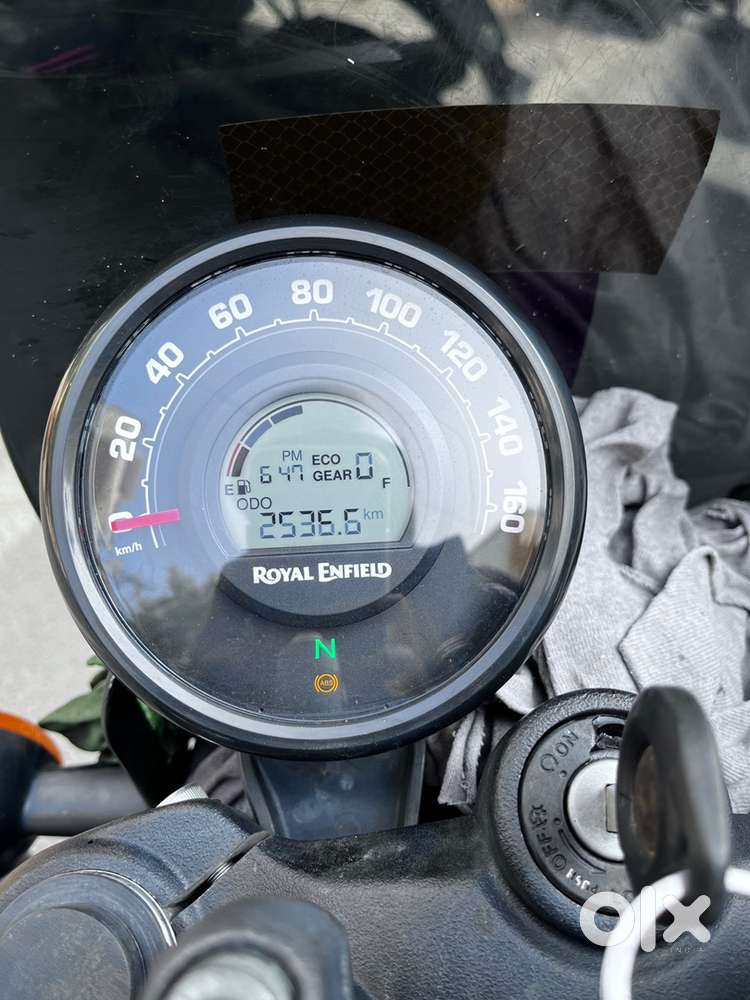 0 20 40 60 80 100 120 140 160
km/h
PM
6:47 ECO GEAR 0
E F
ODO
2536.6 km
ROYAL ENFIELD
N
ABS
ON
OFF
olx